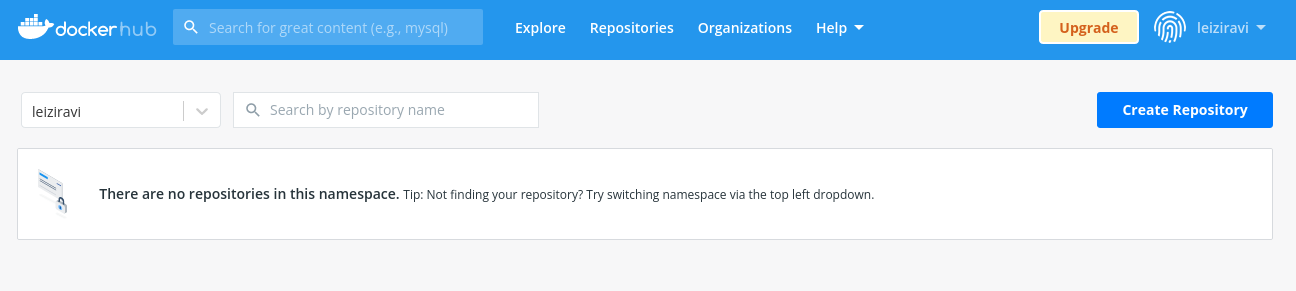 docker hub Search for great content (e.g., mysql) Explore Repositories Organizations Help Upgrade leiziravi
leiziravi Search by repository name Create Repository
There are no repositories in this namespace. Tip: Not finding your repository? Try switching namespace via the top left dropdown.